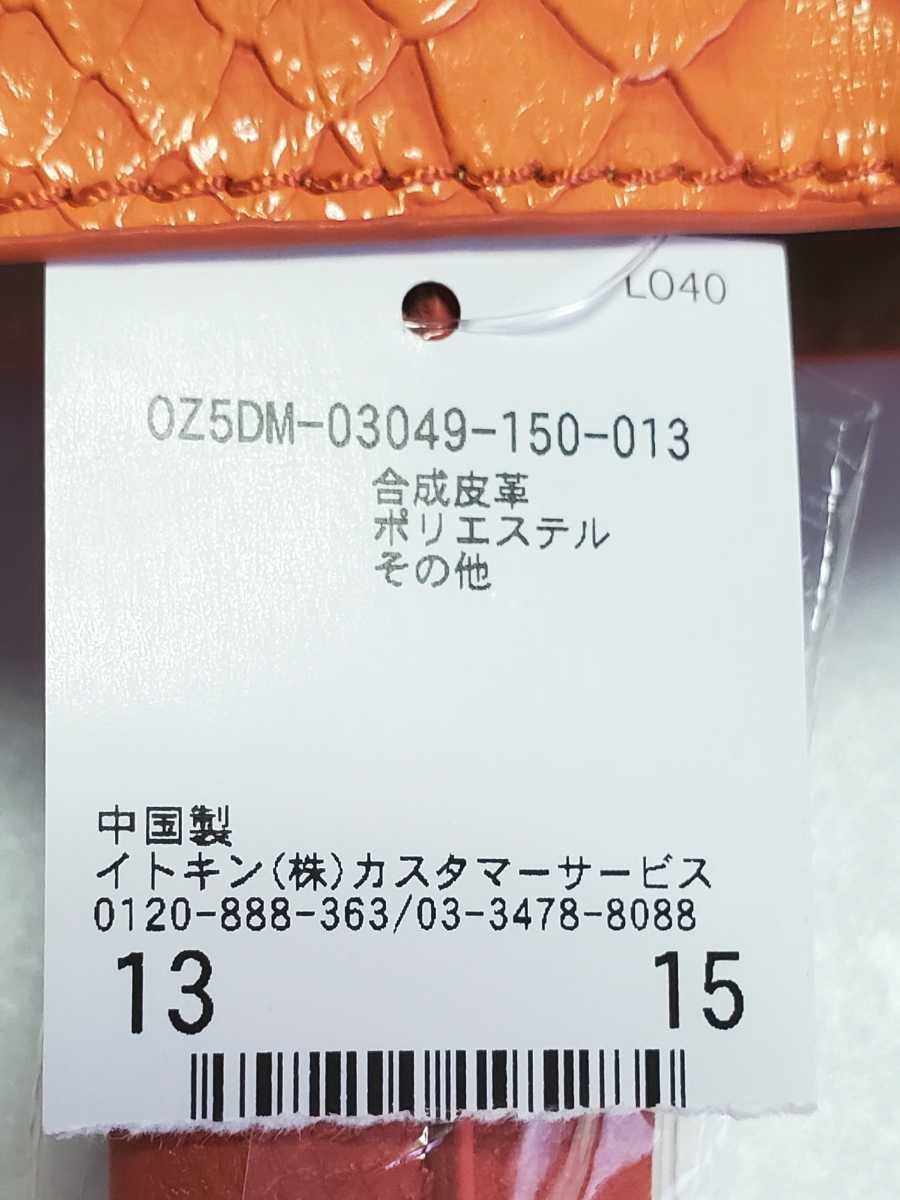 LO40
OZ5DM-03049-150-013
合成皮革
ポリエステル
その他
中国製
イトキン(株)カスタマーサービス
0120-888-363/03-3478-8088
13 15